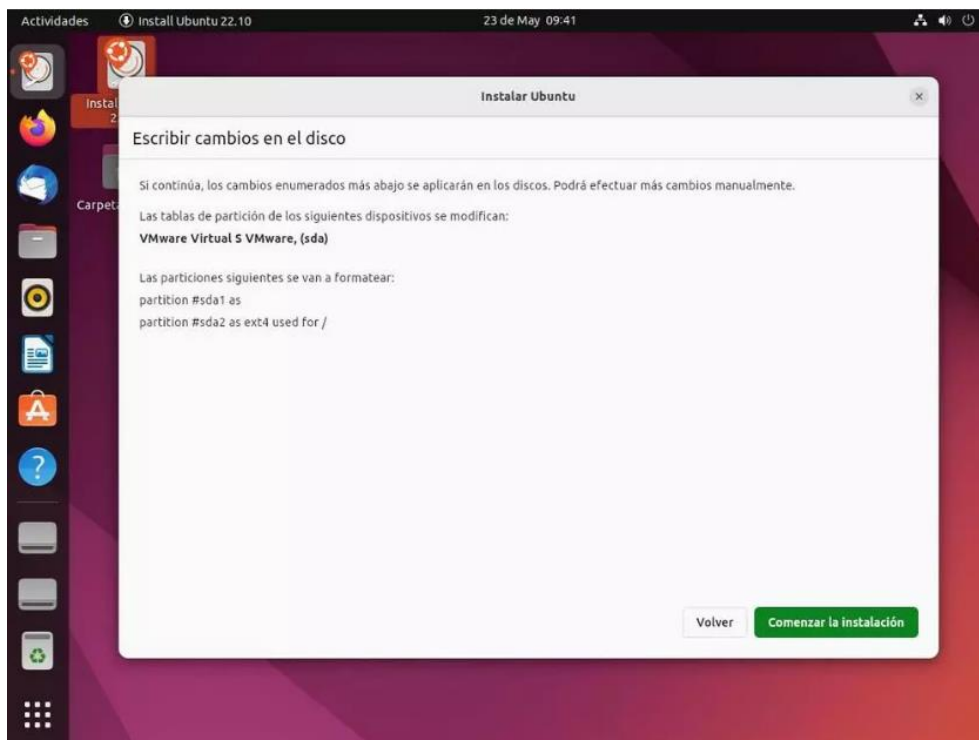 Actividades
Install Ubuntu 22.10
23 de May 09:41
Instal
2
Carpet
Instalar Ubuntu
Escribir cambios en el disco
Si continúa, los cambios enumerados más abajo se aplicarán en los discos. Podrá efectuar más cambios manualmente.
Las tablas de partición de los siguientes dispositivos se modifican:
VMware Virtual S VMware, (sda)
Las particiones siguientes se van a formatear:
partition #sda1 as
partition #sda2 as ext4 used for /
Volver
Comenzar la instalación